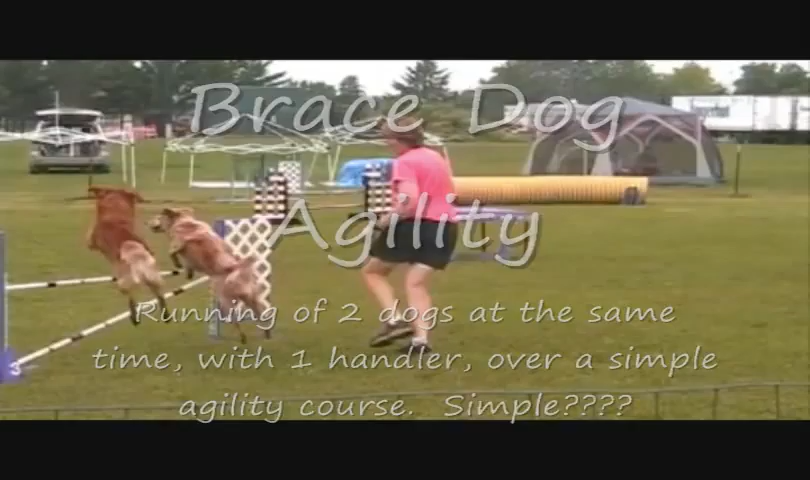 Brace Dog
Agility
Running of 2 dogs at the same
time, with 1 handler, over a simple
agility course.  Simple????
3